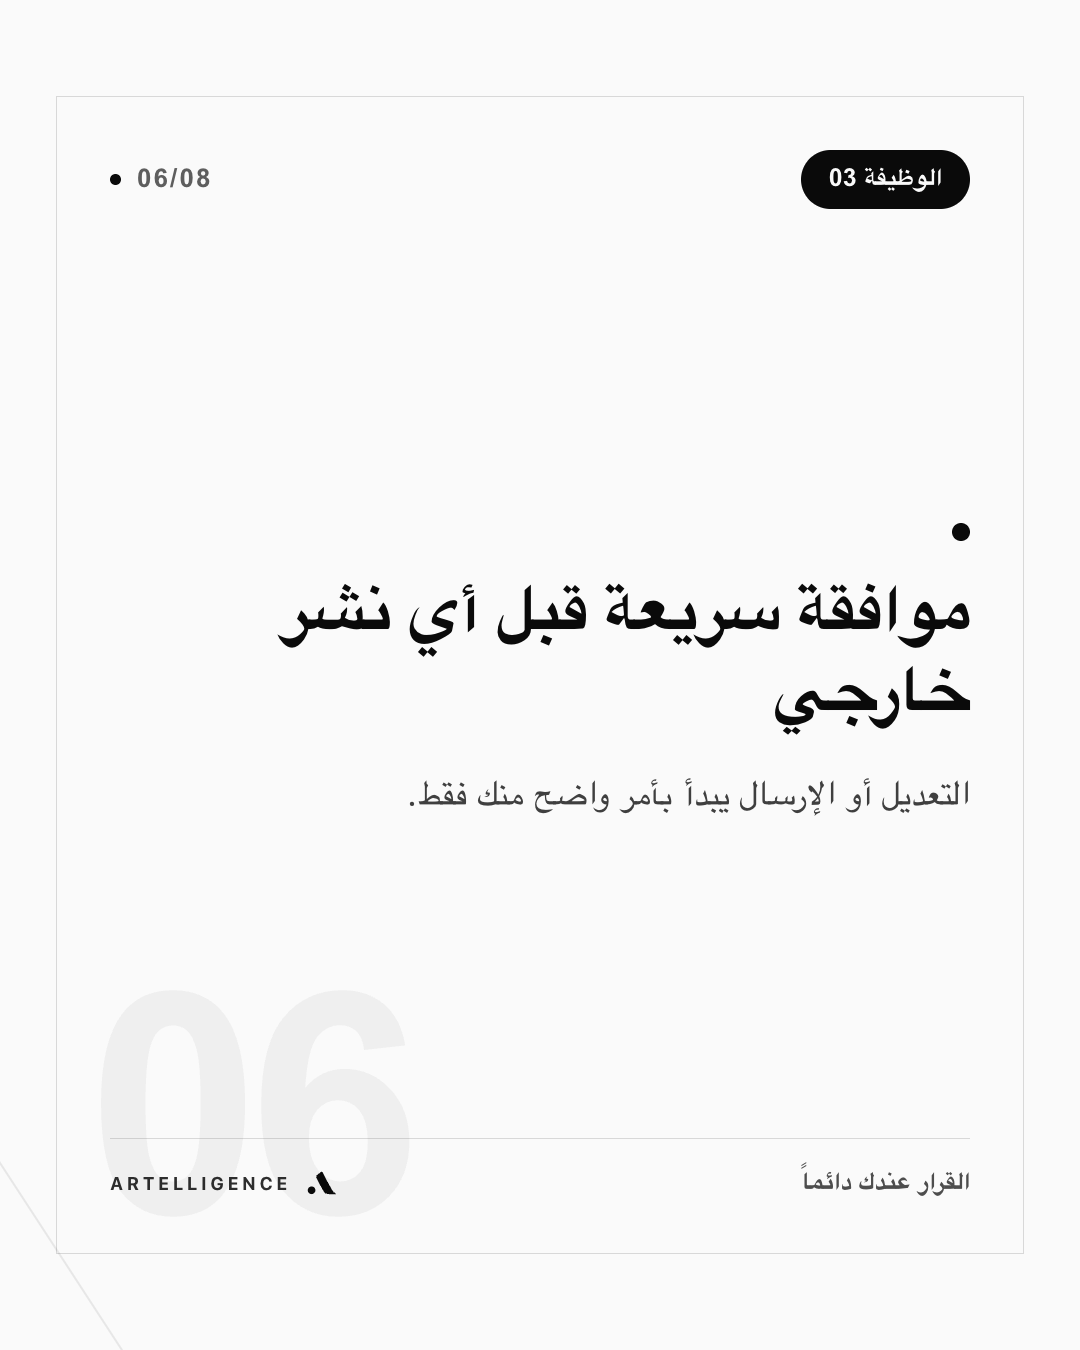 الوظيفة 03
06/08
موافقة سريعة قبل أي نشر
خارجي
التعديل أو الإرسال يبدأ بأمر واضح منك فقط.
06
القرار عندك دائماً
ARTELLIGENCE